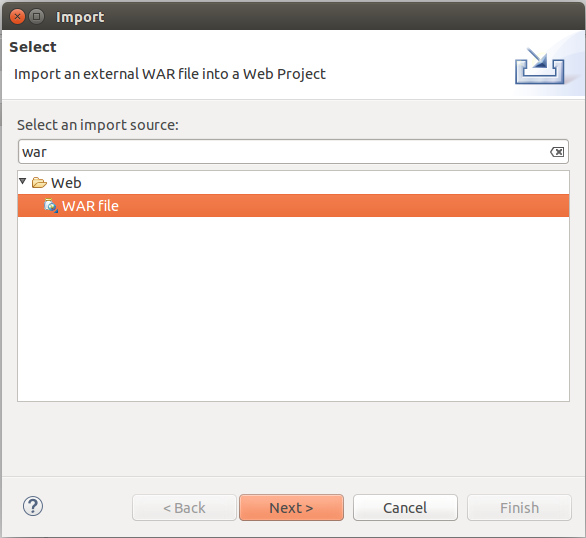 Import
Select
Import an external WAR file into a Web Project
Select an import source:
war
Web
WAR file
?
< Back
Next >
Cancel
Finish